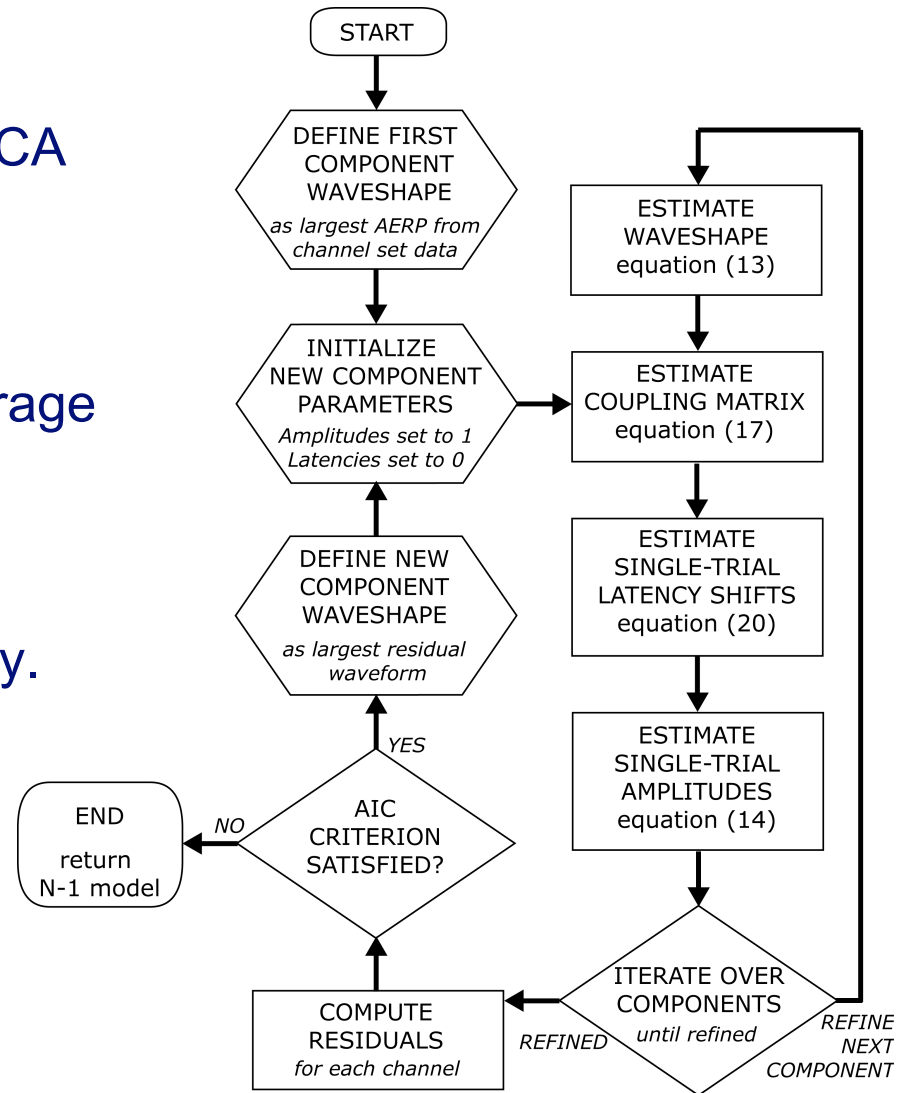 START
CA
DEFINE FIRST
COMPONENT
WAVESHAPE
as largest AERP from
channel set data
ESTIMATE
WAVESHAPE
equation (13)
rage
INITIALIZE
NEW COMPONENT
PARAMETERS
Amplitudes set to 1
Latencies set to 0
ESTIMATE
COUPLING MATRIX
equation (17)
y.
DEFINE NEW
COMPONENT
WAVESHAPE
as largest residual
waveform
ESTIMATE
SINGLE-TRIAL
LATENCY SHIFTS
equation (20)
ESTIMATE
SINGLE-TRIAL
AMPLITUDES
equation (14)
YES
AIC
CRITERION
SATISFIED?
NO
END
return
N-1 model
ITERATE OVER
COMPONENTS
until refined
REFINED
REFINE
NEXT
COMPONENT
COMPUTE
RESIDUALS
for each channel